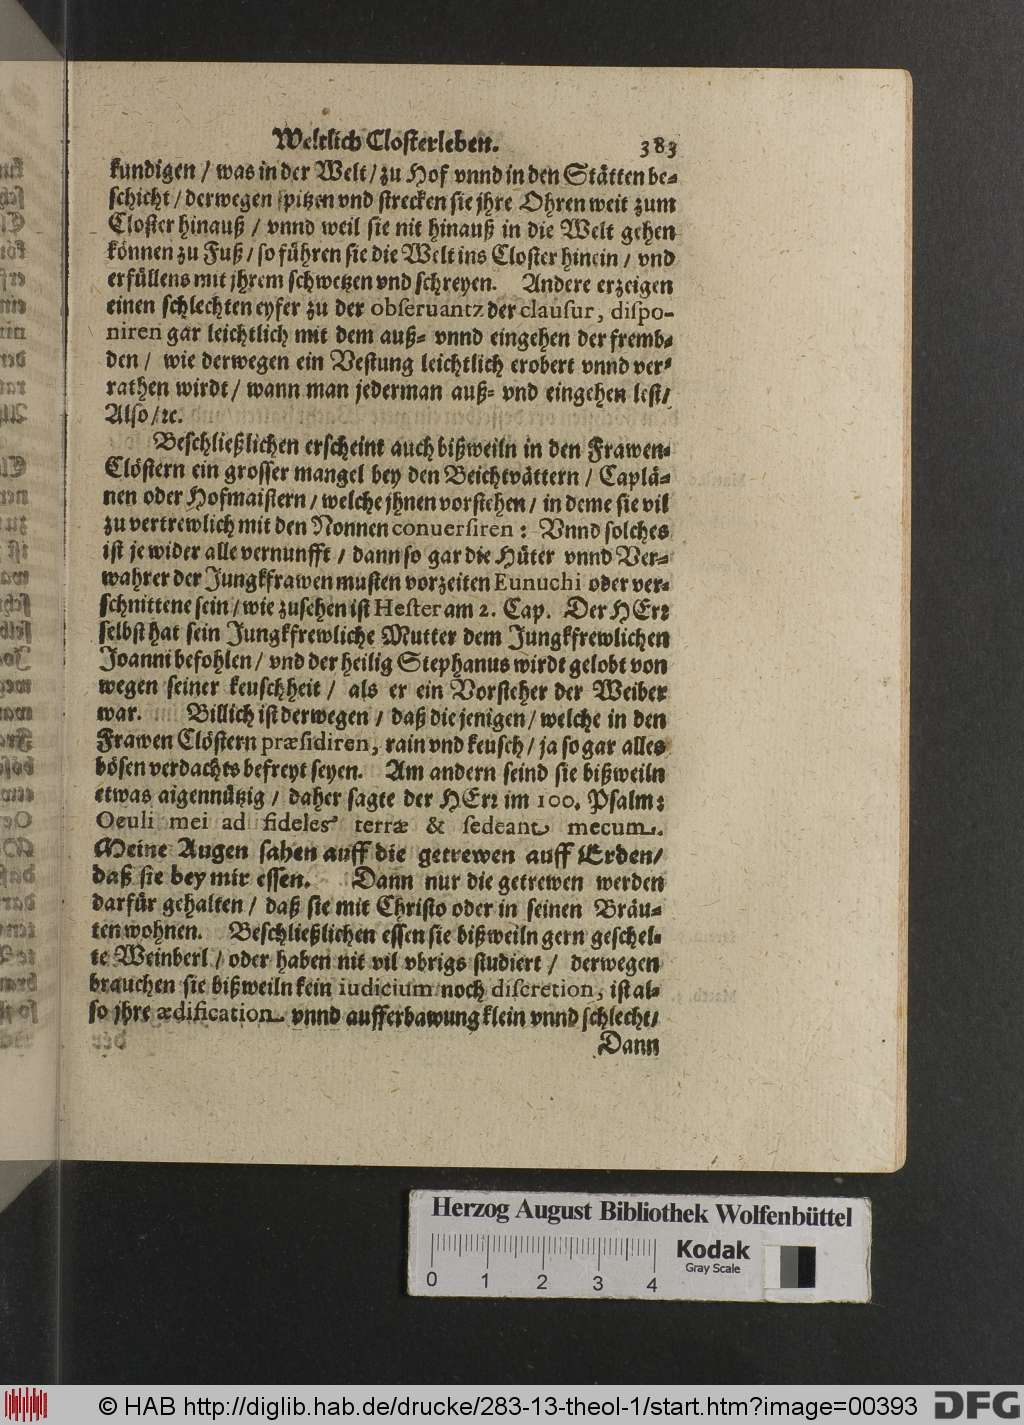 Weltlich Closterleben. 383
kundigen / was in der Welt / zu Hof vnnd in den Stätten be-
schicht / derwegen spitzen vnd strecken sie jhre Ohren weit zum
Closter hinauß / vnnd weil sie nit hinauß in die Welt gehen
können zu Fuß / so führen sie die Welt ins Closter hinein / vnd
erfüllens mit jhrem schwetzen vnd schreyen. Andere erzeigen
einen schlechten eyfer zu der obseruantz der clausur, dispo-
niren gar leichtlich mit dem auß- vnnd eingehen der fremb-
den / wie derwegen ein Vestung leichtlich erobert vnnd ver-
rathen wirdt / wann man jederman auß- vnd eingehen lest /
Also / ꝛc.
Beschließlichen erscheint auch bißweiln in den Frawen-
Clöstern ein grosser mangel bey den Beichtvättern / Caplä-
nen oder Hofmaistern / welche jhnen vorstehen / in deme sie vil
zu vertrewlich mit den Nonnen conuersiren : Vnnd solches
ist je wider alle vernunfft / dann so gar die Hüter vnnd Ver-
wahrer der Jungkfrawen musten vorzeiten Eunuchi oder ver-
schnittene sein / wie zusehen ist Hester am 2. Cap. Der HErr
selbst hat sein Jungkfrewliche Mutter dem Jungkfrewlichen
Joanni befohlen / vnd der heilig Stephanus wirdt gelobt von
wegen seiner keuschheit / als er ein Vorsteher der Weiber
war. Billich ist derwegen / daß die jenigen / welche in den
Frawen Clöstern præsidiren, rain vnd keusch / ja so gar alles
bösen verdachts befreyt seyen. Am andern seind sie bißweiln
etwas aigennützig / daher sagte der HErr im 100. Psalm:
Oculi mei ad fideles terræ & sedeant mecum.
Meine Augen sahen auff die getrewen auff Erden /
daß sie bey mir essen. Dann nur die getrewen werden
darfür gehalten / daß sie mit Christo oder in seinen Bräu-
ten wohnen. Beschließlichen essen sie bißweiln gern geschel-
te Weinberl / oder haben nit vil vbrigs studiert / derwegen
brauchen sie bißweiln kein iudicium noch discretion, ist al-
so jhre ædification vnnd aufferbawung klein vnnd schlecht /
Dann
Herzog August Bibliothek Wolfenbüttel
0 1 2 3 4
Kodak
Gray Scale
© HAB http://diglib.hab.de/drucke/283-13-theol-1/start.htm?image=00393
DFG